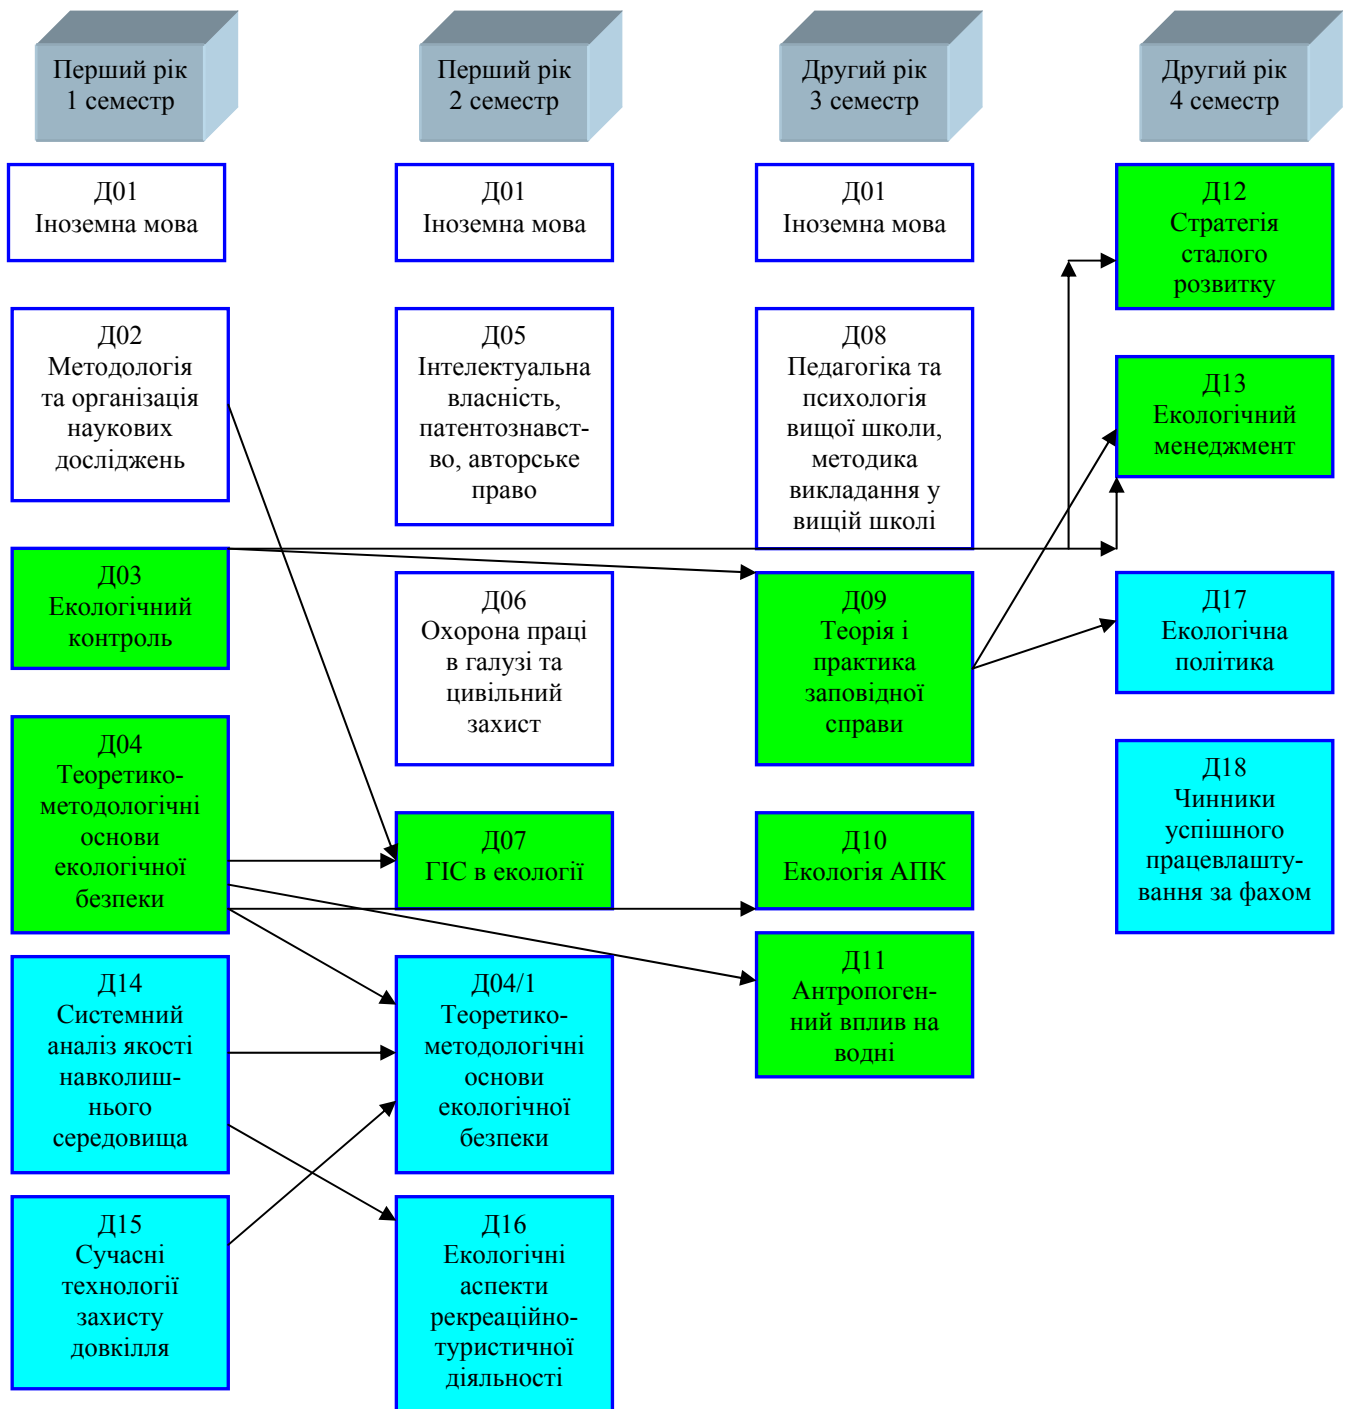 Перший рік
1 семестр
Перший рік
2 семестр
Другий рік
3 семестр
Другий рік
4 семестр
Д01
Іноземна мова
Д02
Методологія
та організація
наукових
досліджень
Д03
Екологічний
контроль
Д04
Теоретико-
методологічні
основи
екологічної
безпеки
Д14
Системний
аналіз якості
навколиш-
нього
середовища
Д15
Сучасні
технології
захисту
довкілля
Д01
Іноземна мова
Д05
Інтелектуальна
власність,
патентознавст-
во, авторське
право
Д06
Охорона праці
в галузі та
цивільний
захист
Д07
ГІС в екології
Д04/1
Теоретико-
методологічні
основи
екологічної
безпеки
Д16
Екологічні
аспекти
рекреаційно-
туристичної
діяльності
Д01
Іноземна мова
Д08
Педагогіка та
психологія
вищої школи,
методика
викладання у
вищій школі
Д09
Теорія і
практика
заповідної
справи
Д10
Екологія АПК
Д11
Антропоген-
ний вплив на
водні
Д12
Стратегія
сталого
розвитку
Д13
Екологічний
менеджмент
Д17
Екологічна
політика
Д18
Чинники
успішного
працевлашту-
вання за фахом